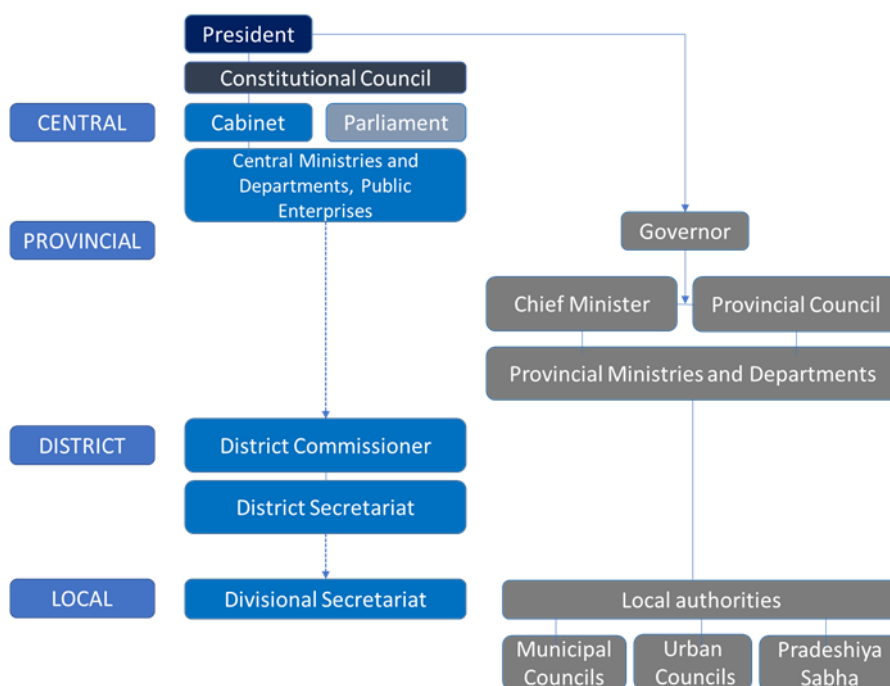 President
Constitutional Council
CENTRAL
Cabinet
Parliament
Central Ministries and
Departments, Public
Enterprises
PROVINCIAL
Governor
Chief Minister
Provincial Council
Provincial Ministries and Departments
DISTRICT
District Commissioner
District Secretariat
LOCAL
Divisional Secretariat
Local authorities
Municipal
Councils
Urban
Councils
Pradeshiya
Sabha